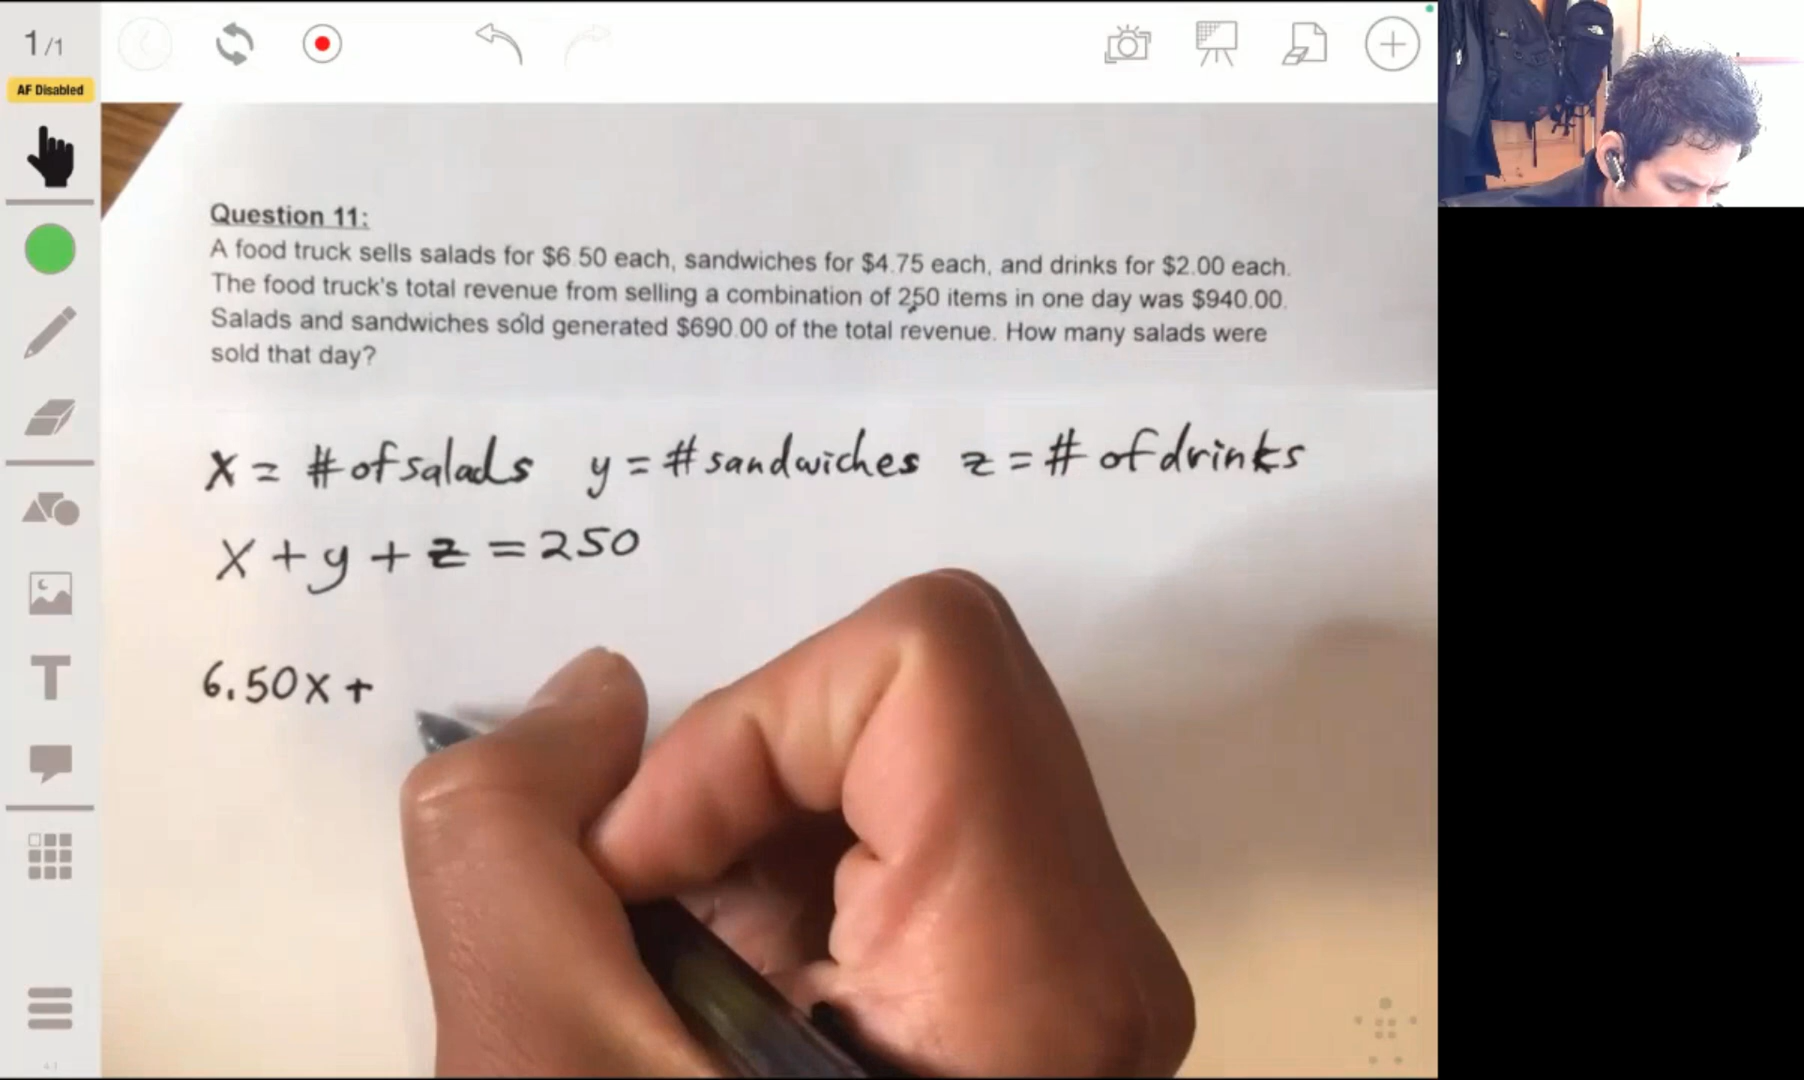 1/1
AF Disabled
T
Question 11:
A food truck sells salads for $6.50 each, sandwiches for $4.75 each, and drinks for $2.00 each.
The food truck's total revenue from selling a combination of 250 items in one day was $940.00.
Salads and sandwiches sold generated $690.00 of the total revenue. How many salads were
sold that day?
x = # of salads y = # sandwiches z = # of drinks
x + y + z = 250
6.50x +